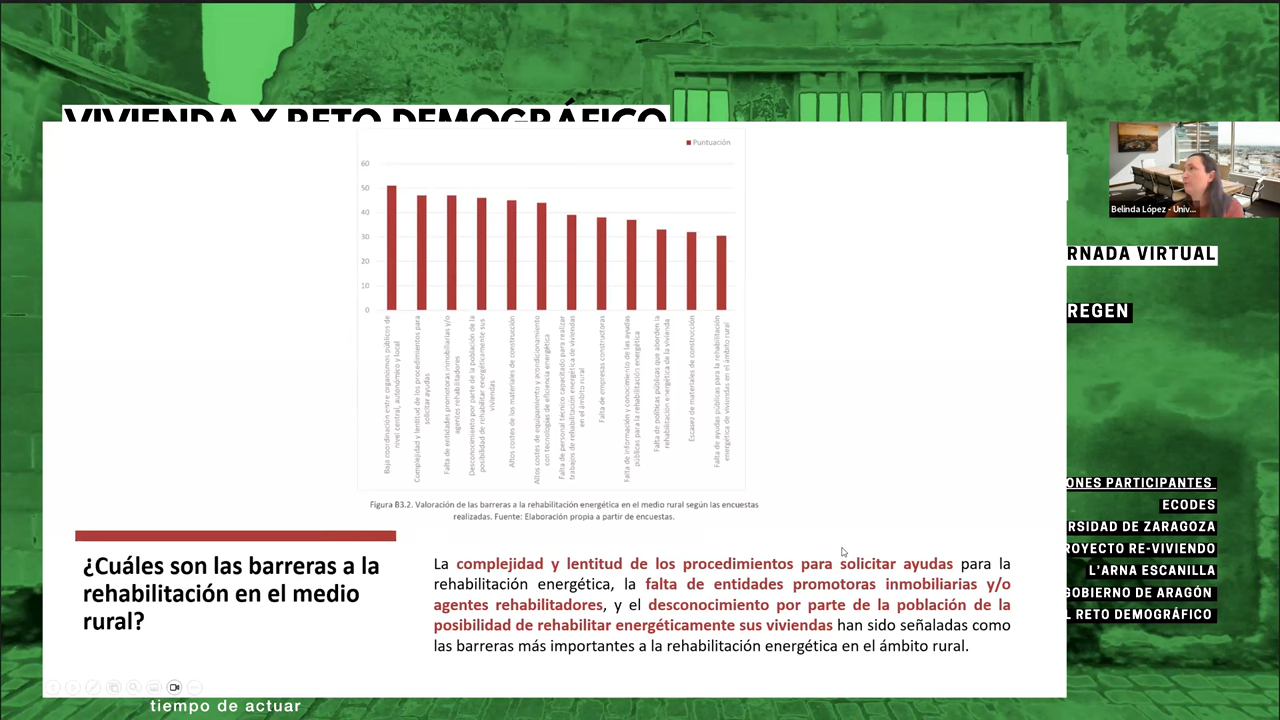 VIVIENDA Y RETO DEMOGRÁFICO
Puntuación
60
50
40
30
20
10
0
Baja coordinación entre organismos públicos de
nivel central, autonómico y local
Complejidad y lentitud de los procedimientos para
solicitar ayudas
Falta de entidades promotoras inmobiliarias y/o
agentes rehabilitadores
Desconocimiento por parte de la población de la
posibilidad de rehabilitar energéticamente sus
viviendas
Altos costes de los materiales de construcción
Altos costes de equipamiento y acondicionamiento
con tecnologías de eficiencia energética
Falta de personal técnico capacitado para realizar
trabajos de rehabilitación energética de viviendas
en el ámbito rural
Falta de empresas constructoras
Falta de información y conocimiento de las ayudas
públicas para la rehabilitación energética
Falta de políticas públicas que aborden la
rehabilitación energética de la vivienda
Escasez de materiales de construcción
Falta de ayudas públicas para la rehabilitación
energética de viviendas en el ámbito rural
Figura B3.2. Valoración de las barreras a la rehabilitación energética en el medio rural según las encuestas
realizadas. Fuente: Elaboración propia a partir de encuestas.
¿Cuáles son las barreras a la
rehabilitación en el medio
rural?
La complejidad y lentitud de los procedimientos para solicitar ayudas para la
rehabilitación energética, la falta de entidades promotoras inmobiliarias y/o
agentes rehabilitadores, y el desconocimiento por parte de la población de la
posibilidad de rehabilitar energéticamente sus viviendas han sido señaladas como
las barreras más importantes a la rehabilitación energética en el ámbito rural.
tiempo de actuar
Belinda López - Univ...
RNADA VIRTUAL
REGEN
ONES PARTICIPANTES
ECODES
RSIDAD DE ZARAGOZA
ROYECTO RE-VIVIENDO
L'ARNA ESCANILLA
GOBIERNO DE ARAGÓN
L RETO DEMOGRÁFICO